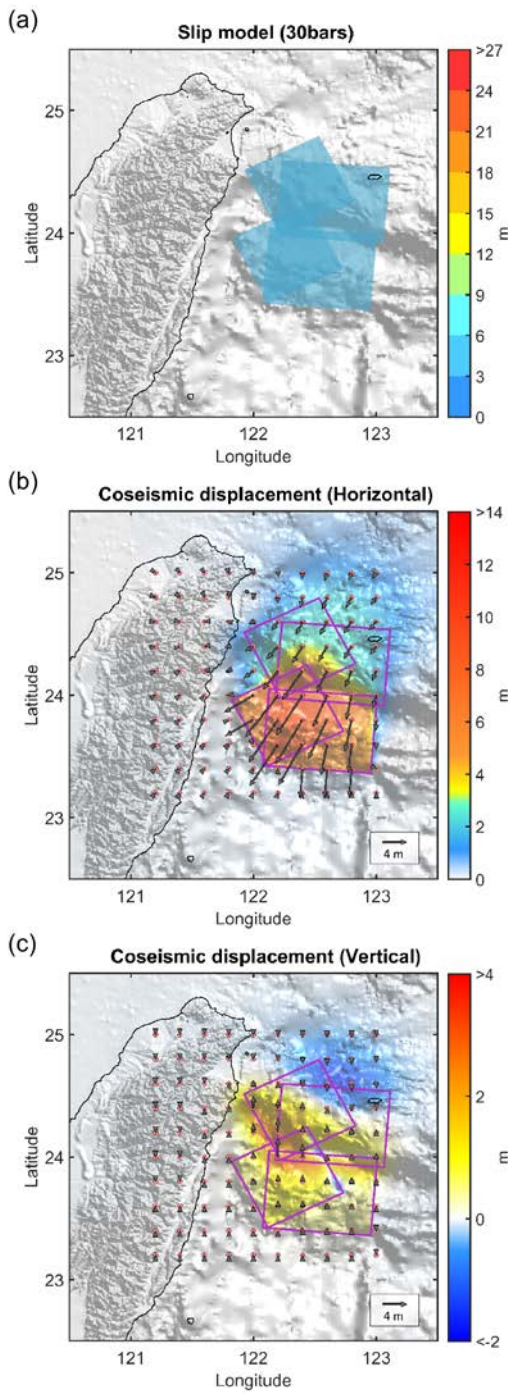 (a)
Slip model (30bars)
>27
25
24
24
21
18
15
12
9
6
3
0
23
121
122
123
Latitude
Longitude
m
(b)
Coseismic displacement (Horizontal)
>14
25
12
10
24
8
6
4
23
2
0
4 m
121
122
123
Latitude
Longitude
m
(c)
Coseismic displacement (Vertical)
>4
25
2
24
0
23
<-2
4 m
121
122
123
Latitude
Longitude
m